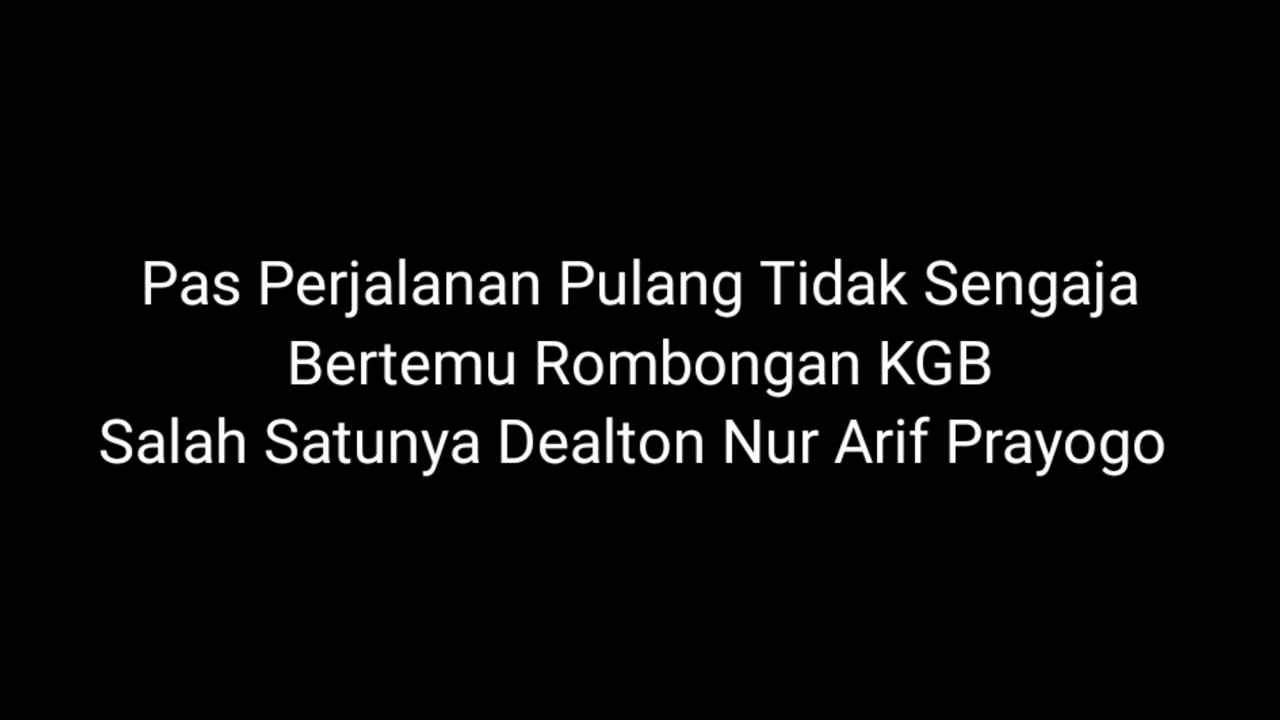 Pas Perjalanan Pulang Tidak Sengaja
Bertemu Rombongan KGB
Salah Satunya Dealton Nur Arif Prayogo